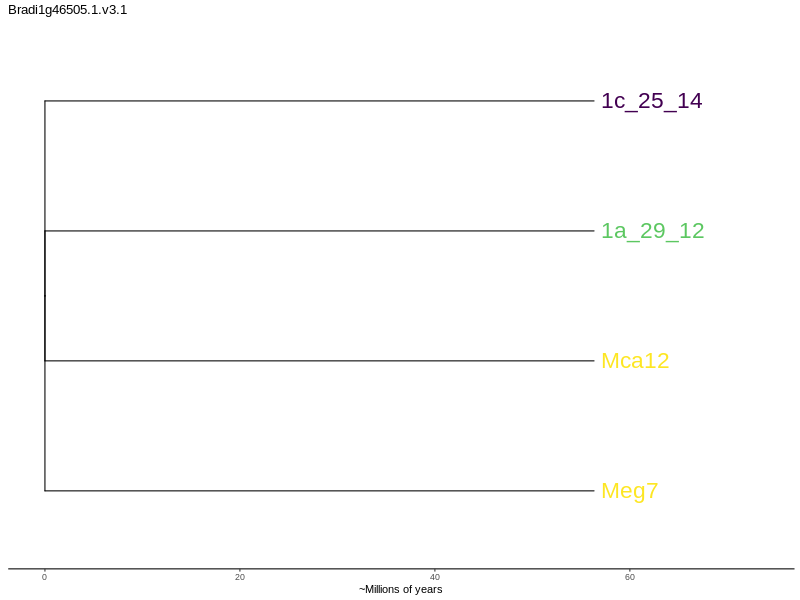 Bradi1g46505.1.v3.1
1c_25_14
1a_29_12
Mca12
Meg7
0 20 40 60
~Millions of years